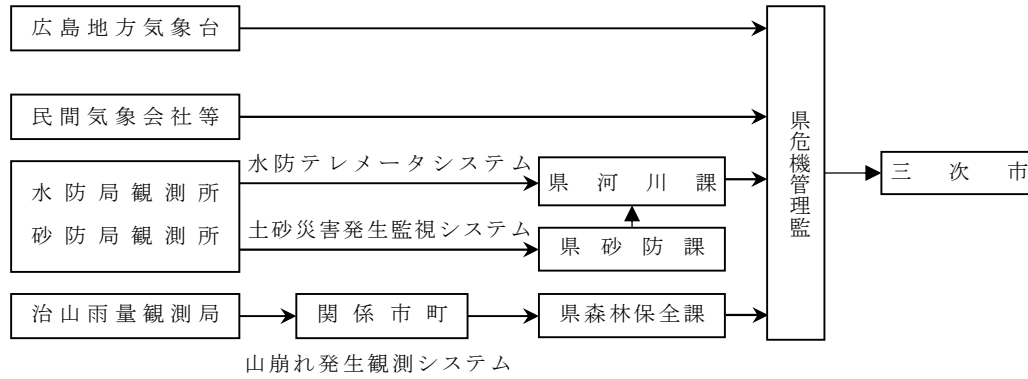 広島地方気象台
民間気象会社等
水防テレメータシステム
水防局観測所
砂防局観測所
県河川課
土砂災害発生監視システム
県砂防課
治山雨量観測局
関係市町
県森林保全課
山崩れ発生観測システム
県危機管理監
三次市